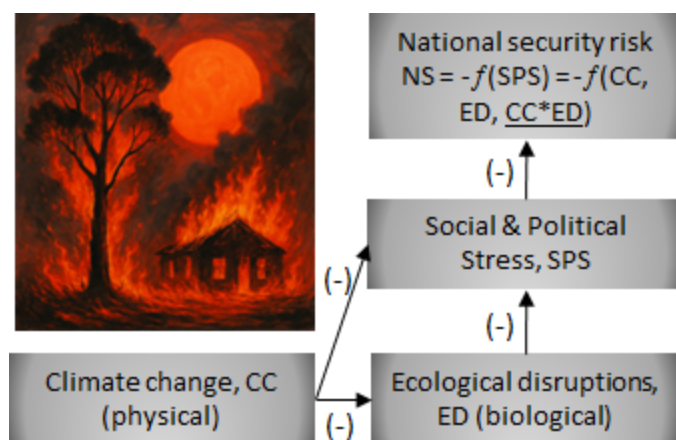 National security risk
NS = -f(SPS) = -f(CC,
ED, CC*ED)
(-)
Social & Political
Stress, SPS
(-)
(-)
Climate change, CC
(physical)
(-)
Ecological disruptions,
ED (biological)